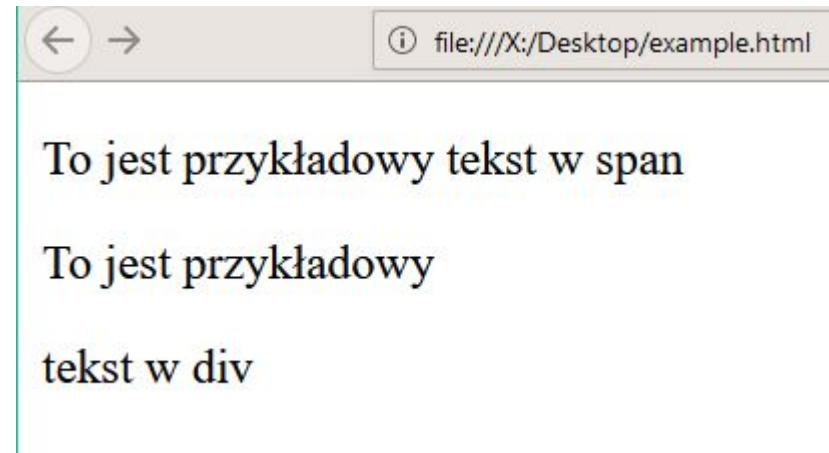 file:///X:/Desktop/example.html
To jest przykładowy tekst w span
To jest przykładowy
tekst w div